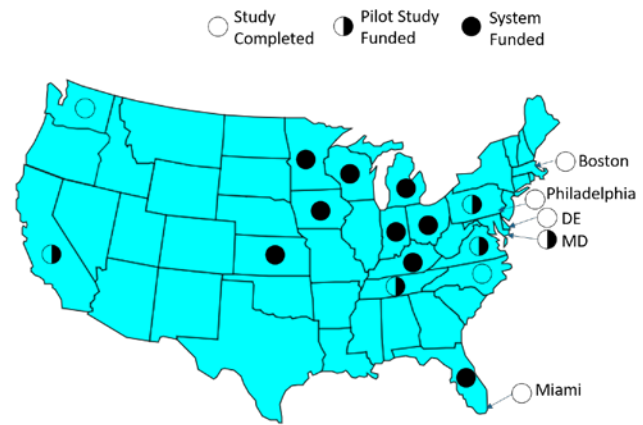 Study
Completed
Pilot Study
Funded
System
Funded
Boston
Philadelphia
DE
MD
Miami